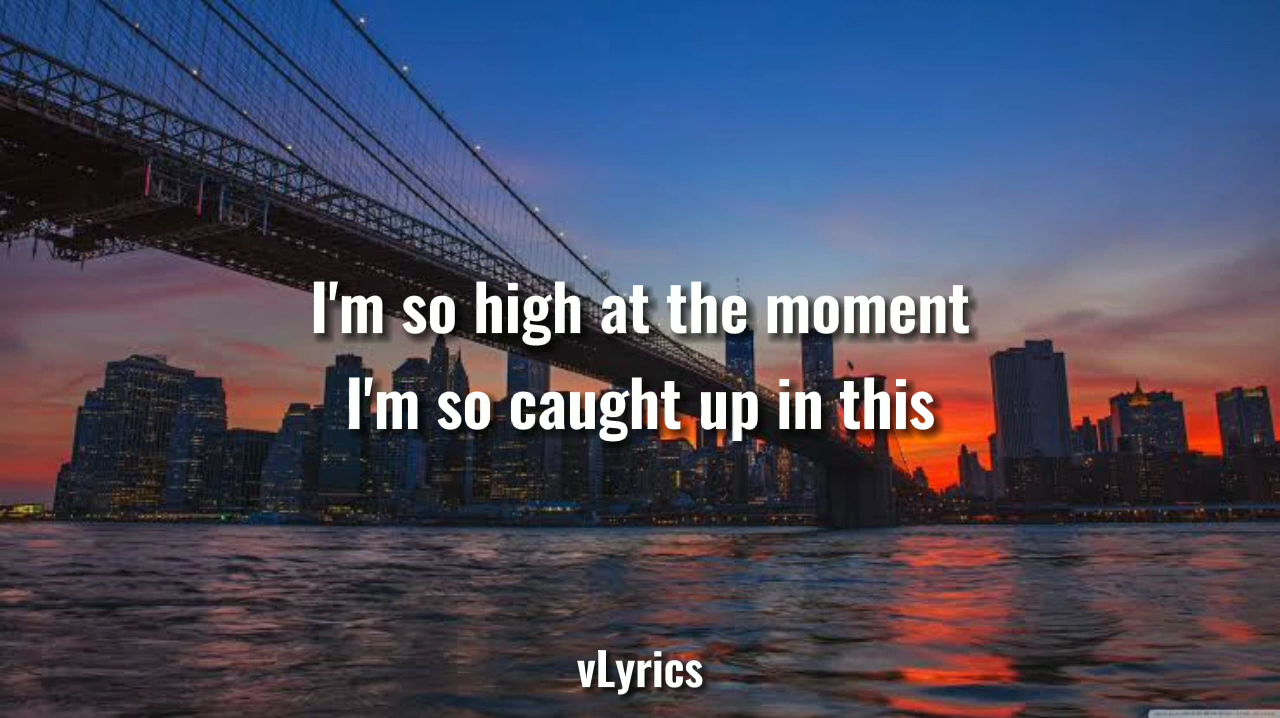 I'm so high at the moment
I'm so caught up in this
vLyrics